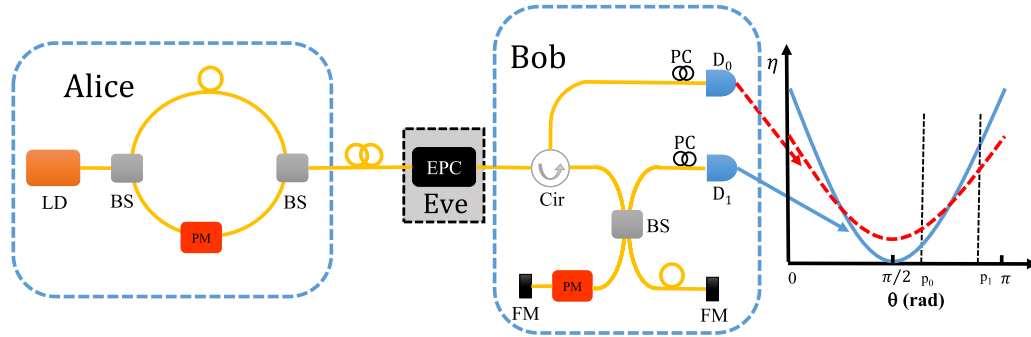 Alice
LD
BS
PM
BS
EPC
Eve
Bob
Cir
PC
D₀
PC
D₁
BS
PM
FM
FM
η
0
π/2
p₀
p₁
π
θ (rad)